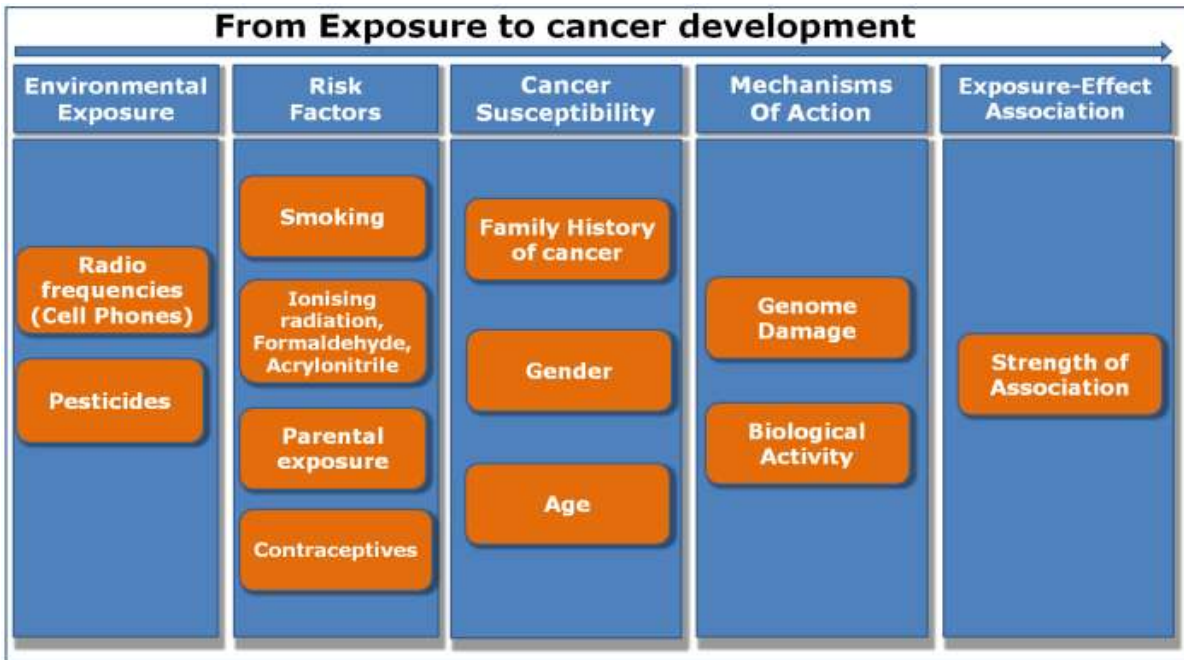 From Exposure to cancer development
Environmental
Exposure
Risk
Factors
Cancer
Susceptibility
Mechanisms
Of Action
Exposure-Effect
Association
Radio
frequencies
(Cell Phones)
Pesticides
Smoking
Ionising
radiation,
Formaldehyde,
Acrylonitrile
Parental
exposure
Contraceptives
Family History
of cancer
Gender
Age
Genome
Damage
Biological
Activity
Strength of
Association